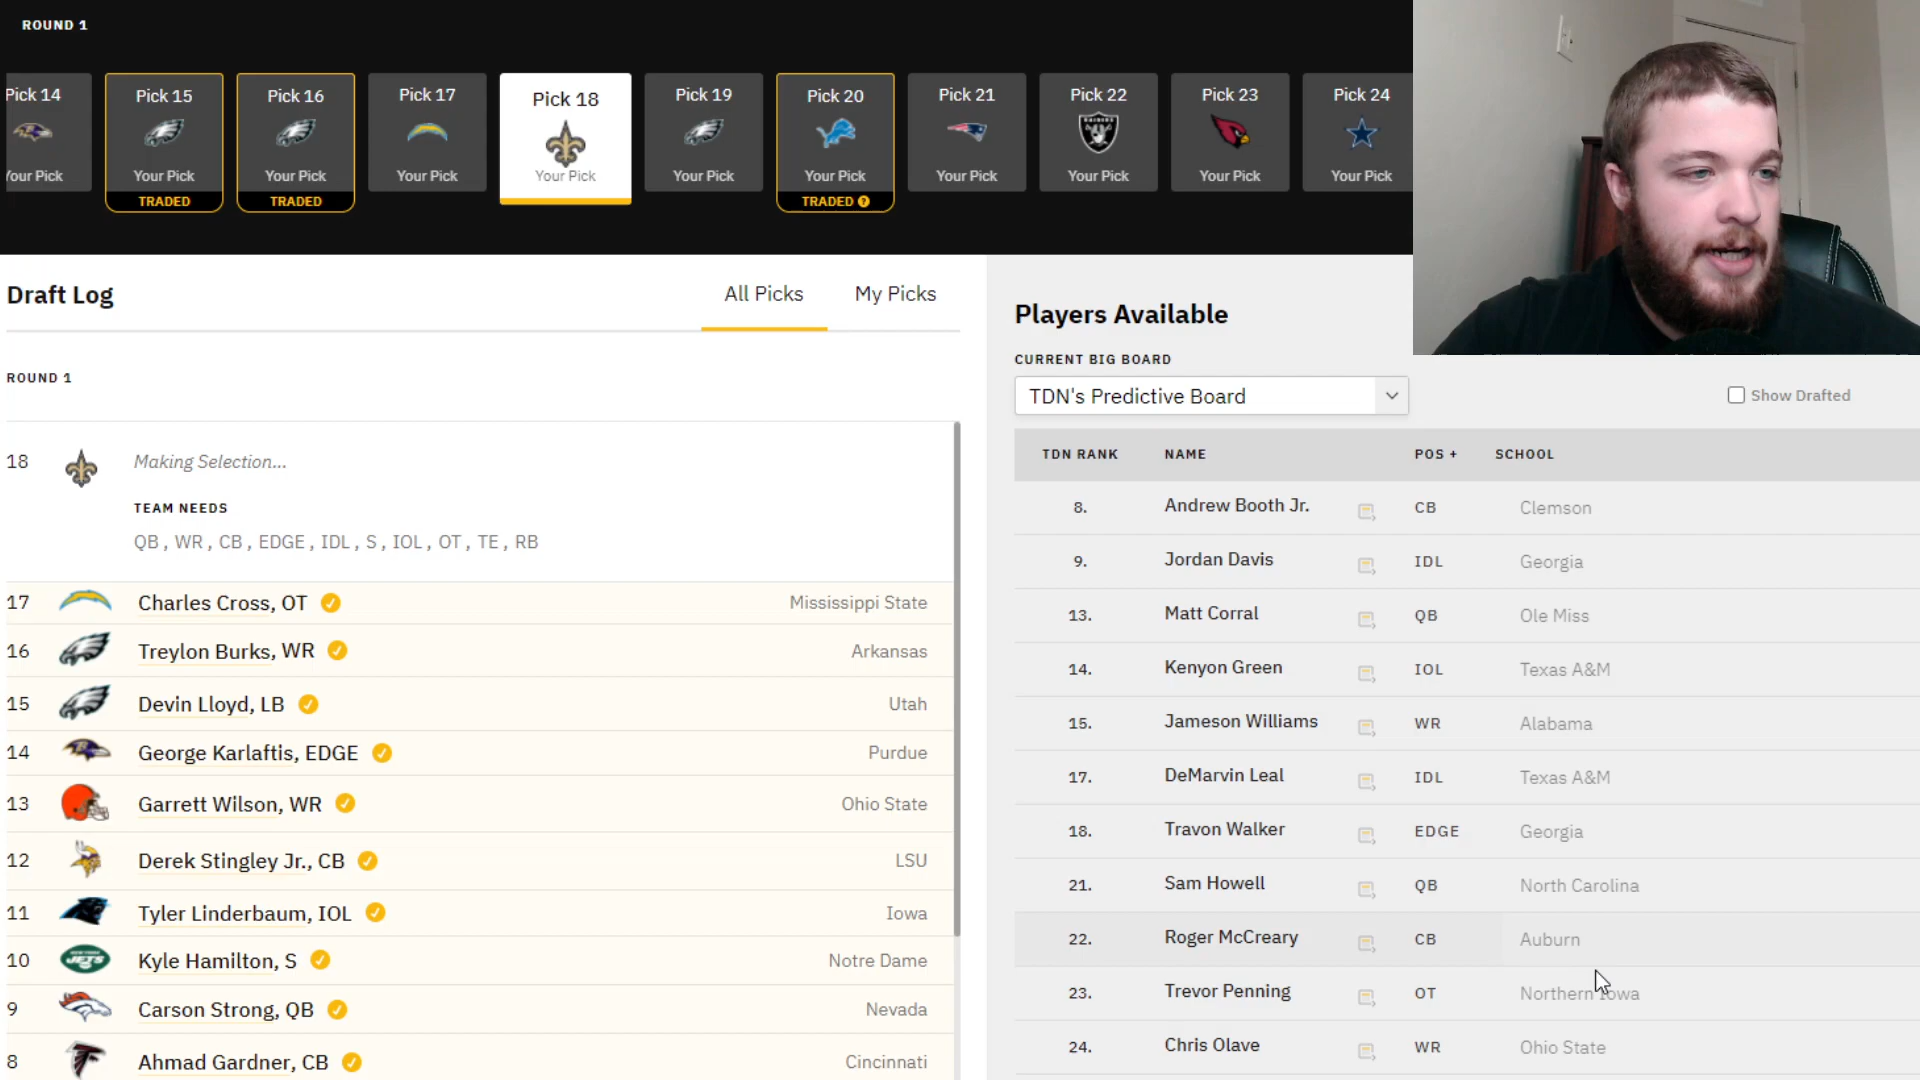 ROUND 1
Pick 14
Your Pick
Pick 15
Your Pick
TRADED
Pick 16
Your Pick
TRADED
Pick 17
Your Pick
Pick 18
Your Pick
Pick 19
Your Pick
Pick 20
Your Pick
TRADED ?
Pick 21
Your Pick
Pick 22
RAIDERS
Your Pick
Pick 23
Your Pick
Pick 24
Your Pick
Draft Log
All Picks
My Picks
ROUND 1
18 Making Selection...
TEAM NEEDS
QB , WR , CB , EDGE , IDL , S , IOL , OT , TE , RB
17 Charles Cross, OT Mississippi State
16 Treylon Burks, WR Arkansas
15 Devin Lloyd, LB Utah
14 George Karlaftis, EDGE Purdue
13 Garrett Wilson, WR Ohio State
12 Derek Stingley Jr., CB LSU
11 Tyler Linderbaum, IOL Iowa
10 JETS Kyle Hamilton, S Notre Dame
9 Carson Strong, QB Nevada
8 Ahmad Gardner, CB Cincinnati
Players Available
CURRENT BIG BOARD
TDN's Predictive Board
Show Drafted
TDN RANK NAME POS + SCHOOL
8. Andrew Booth Jr. CB Clemson
9. Jordan Davis IDL Georgia
13. Matt Corral QB Ole Miss
14. Kenyon Green IOL Texas A&M
15. Jameson Williams WR Alabama
17. DeMarvin Leal IDL Texas A&M
18. Travon Walker EDGE Georgia
21. Sam Howell QB North Carolina
22. Roger McCreary CB Auburn
23. Trevor Penning OT Northern Iowa
24. Chris Olave WR Ohio State